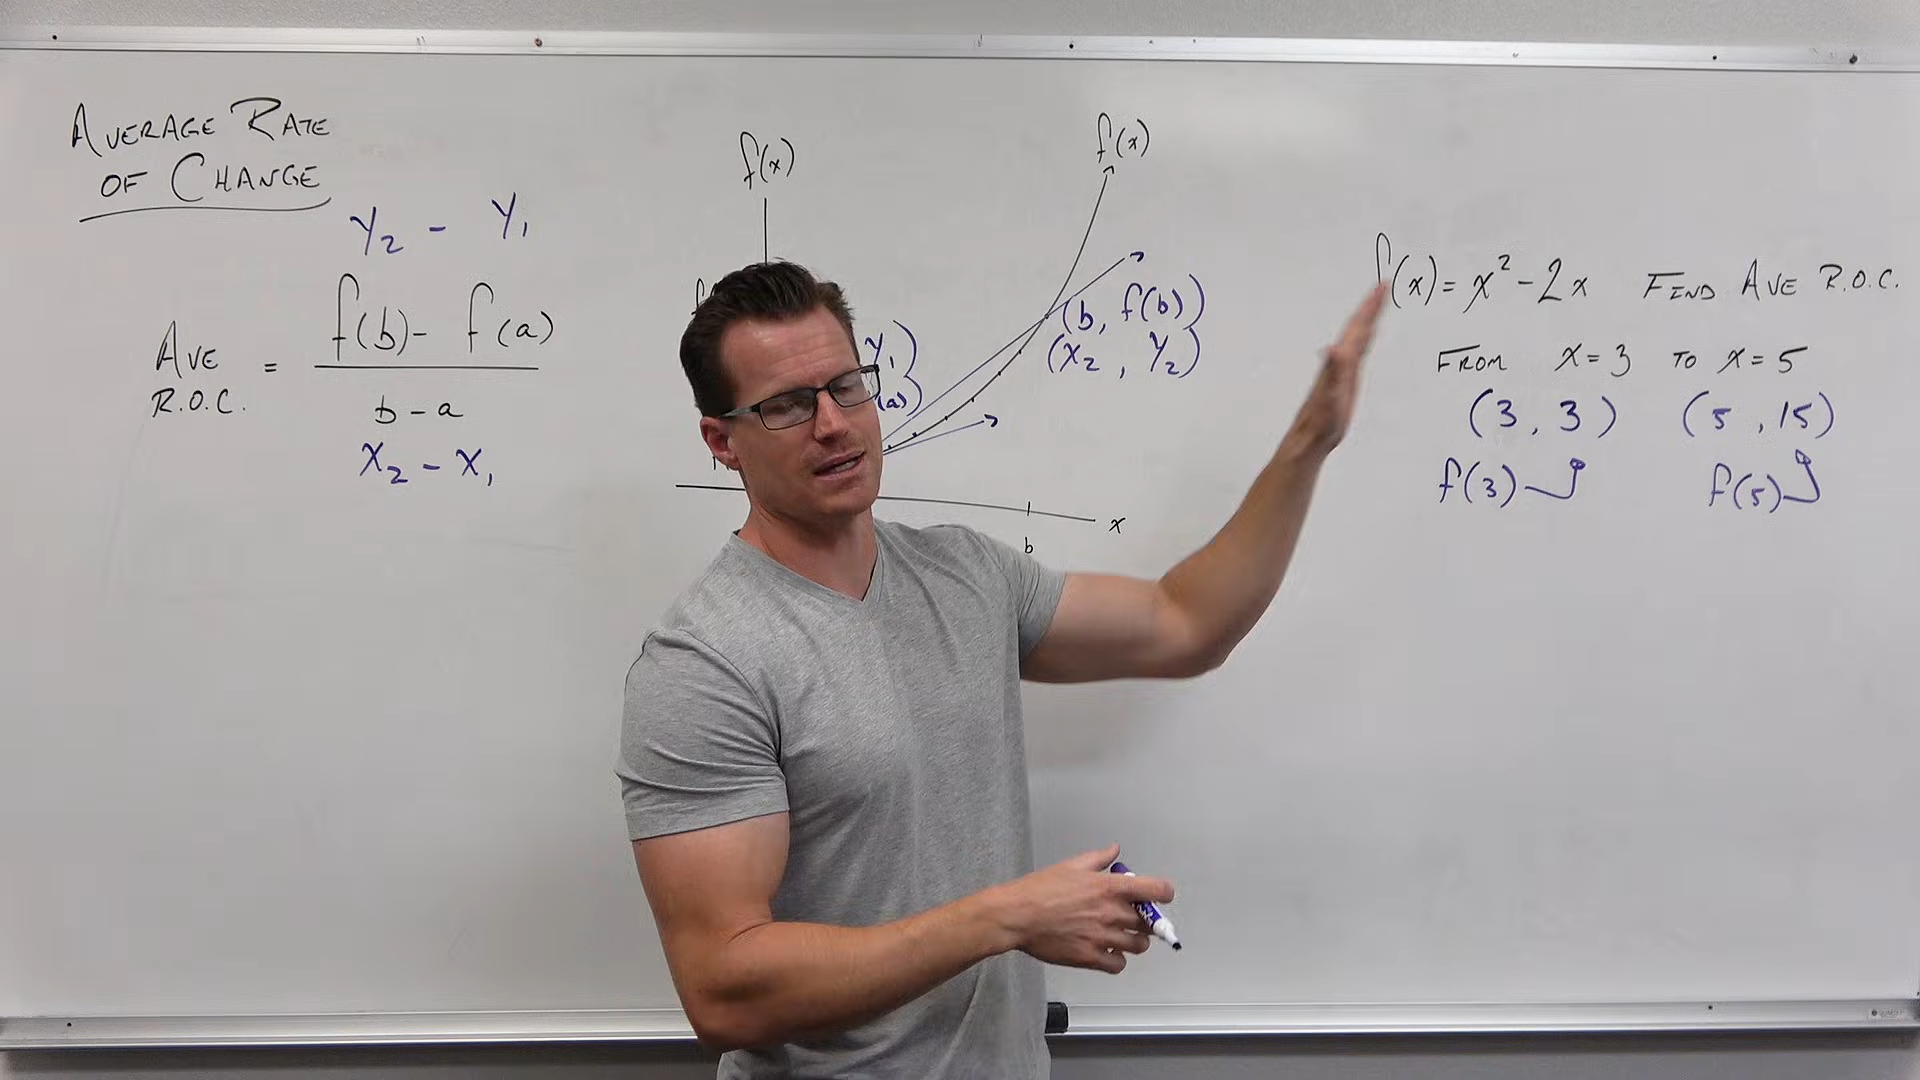 AVERAGE RATE
OF CHANGE
Y₂ - Y₁
f(b) - f(a)
AVE
R.O.C.
=
b - a
X₂ - X₁
f(x)
f(x)
(b, f(b))
(X₂, Y₂)
Y₁)
(a)
x
b
f(x) = x² - 2x FIND AVE R.O.C.
FROM x = 3 TO x = 5
(3, 3) (5, 15)
f(3) f(5)